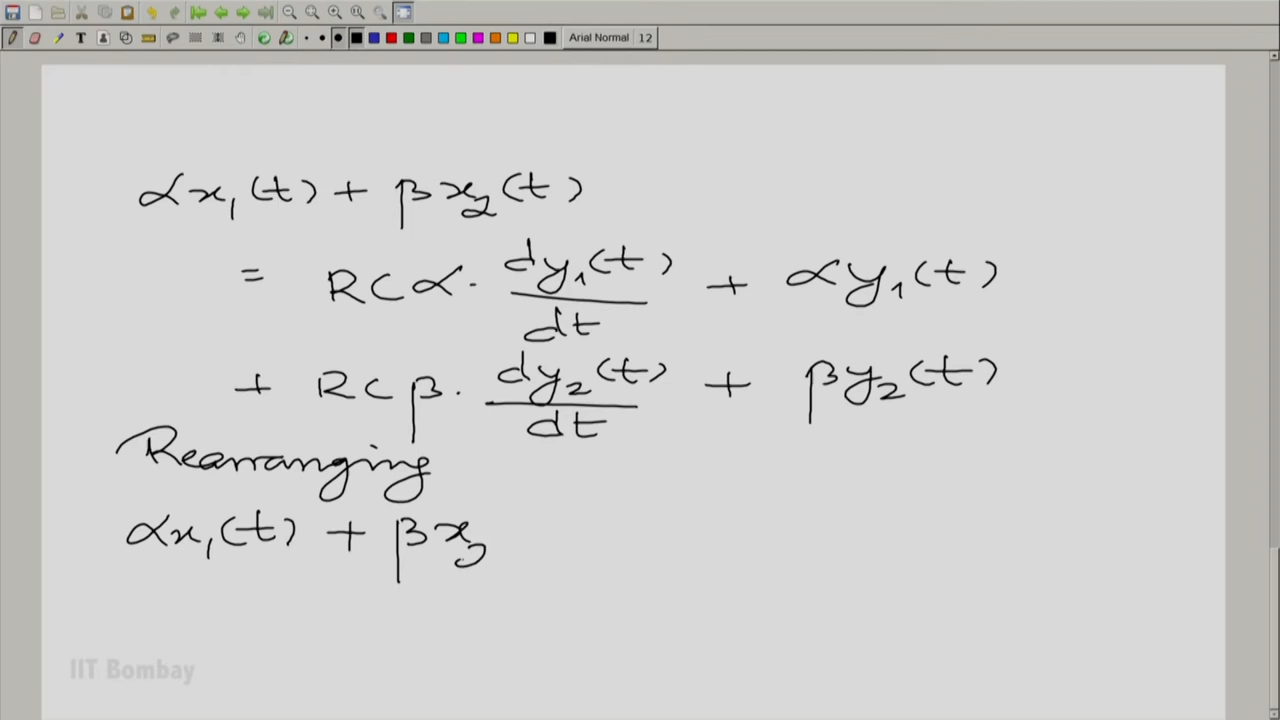 Arial Normal 12
αx₁(t) + βx₂(t)
= RCα · dy₁(t)/dt + αy₁(t)
+ RCβ · dy₂(t)/dt + βy₂(t)
Rearranging
αx₁(t) + βx₂
IIT Bombay